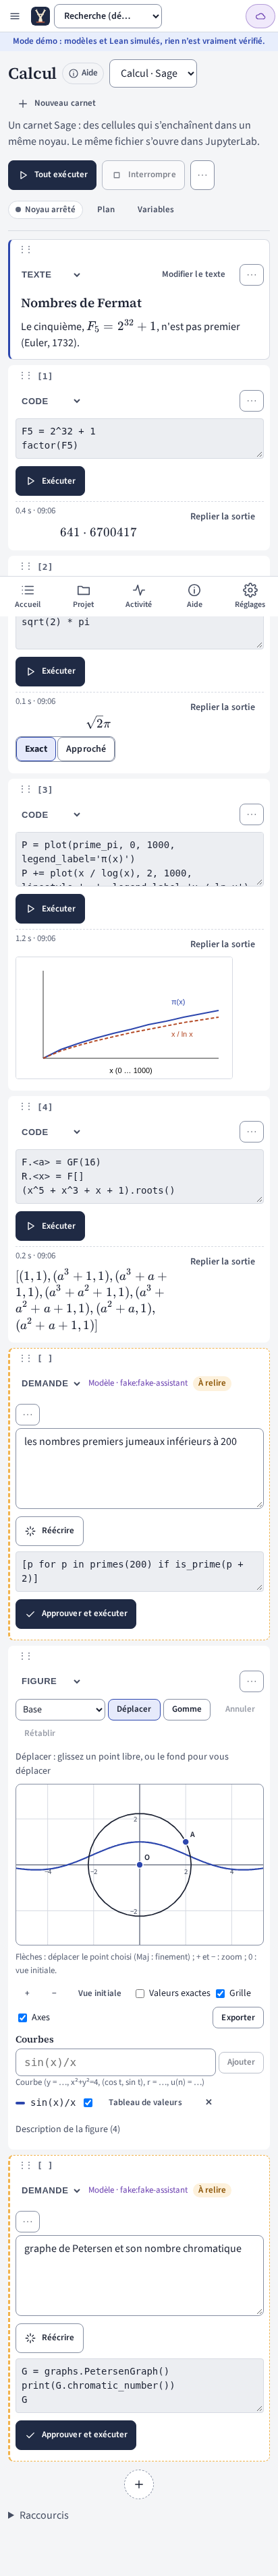 Recherche (dé…
Mode démo : modèles et Lean simulés, rien n'est vraiment vérifié.
Calcul
Aide
Calcul · Sage
+ Nouveau carnet
Un carnet Sage : des cellules qui s'enchaînent dans un
même noyau. Le même fichier s'ouvre dans JupyterLab.
Tout exécuter
Interrompre
···
Noyau arrêté
Plan
Variables
TEXTE
Modifier le texte
···
Nombres de Fermat
Le cinquième, F₅ = 2³² + 1, n'est pas premier
(Euler, 1732).
[1]
CODE
···
F5 = 2^32 + 1
factor(F5)
Exécuter
0.4 s · 09:06
Replier la sortie
641 · 6700417
[2]
Accueil
Projet
Activité
Aide
Réglages
sqrt(2) * pi
Exécuter
0.1 s · 09:06
Replier la sortie
√2π
Exact
Approché
[3]
CODE
···
P = plot(prime_pi, 0, 1000,
legend_label='π(x)')
P += plot(x / log(x), 2, 1000,
Exécuter
1.2 s · 09:06
Replier la sortie
π(x)
x / ln x
x (0 … 1000)
[4]
CODE
···
F.<a> = GF(16)
R.<x> = F[]
(x^5 + x^3 + x + 1).roots()
Exécuter
0.2 s · 09:06
Replier la sortie
[(1, 1), (a³ + 1, 1), (a³ + a +
1, 1), (a³ + a² + 1, 1), (a³ +
a² + a + 1, 1), (a² + a, 1),
(a² + a + 1, 1)]
[ ]
DEMANDE
Modèle · fake:fake-assistant
À relire
···
les nombres premiers jumeaux inférieurs à 200
Réécrire
[p for p in primes(200) if is_prime(p +
2)]
Approuver et exécuter
FIGURE
···
Base
Déplacer
Gomme
Annuler
Rétablir
Déplacer : glissez un point libre, ou le fond pour vous
déplacer
2
A
O
−4
−2
2
4
−2
Flèches : déplacer le point choisi (Maj : finement) ; + et − : zoom ; 0 :
vue initiale.
+
−
Vue initiale
Valeurs exactes
Grille
Axes
Exporter
Courbes
sin(x)/x
Ajouter
Courbe (y = …, x²+y²=4, (cos t, sin t), r = …, u(n) = …)
sin(x)/x
Tableau de valeurs
✕
Description de la figure (4)
[ ]
DEMANDE
Modèle · fake:fake-assistant
À relire
···
graphe de Petersen et son nombre chromatique
Réécrire
G = graphs.PetersenGraph()
print(G.chromatic_number())
G
Approuver et exécuter
+
Raccourcis